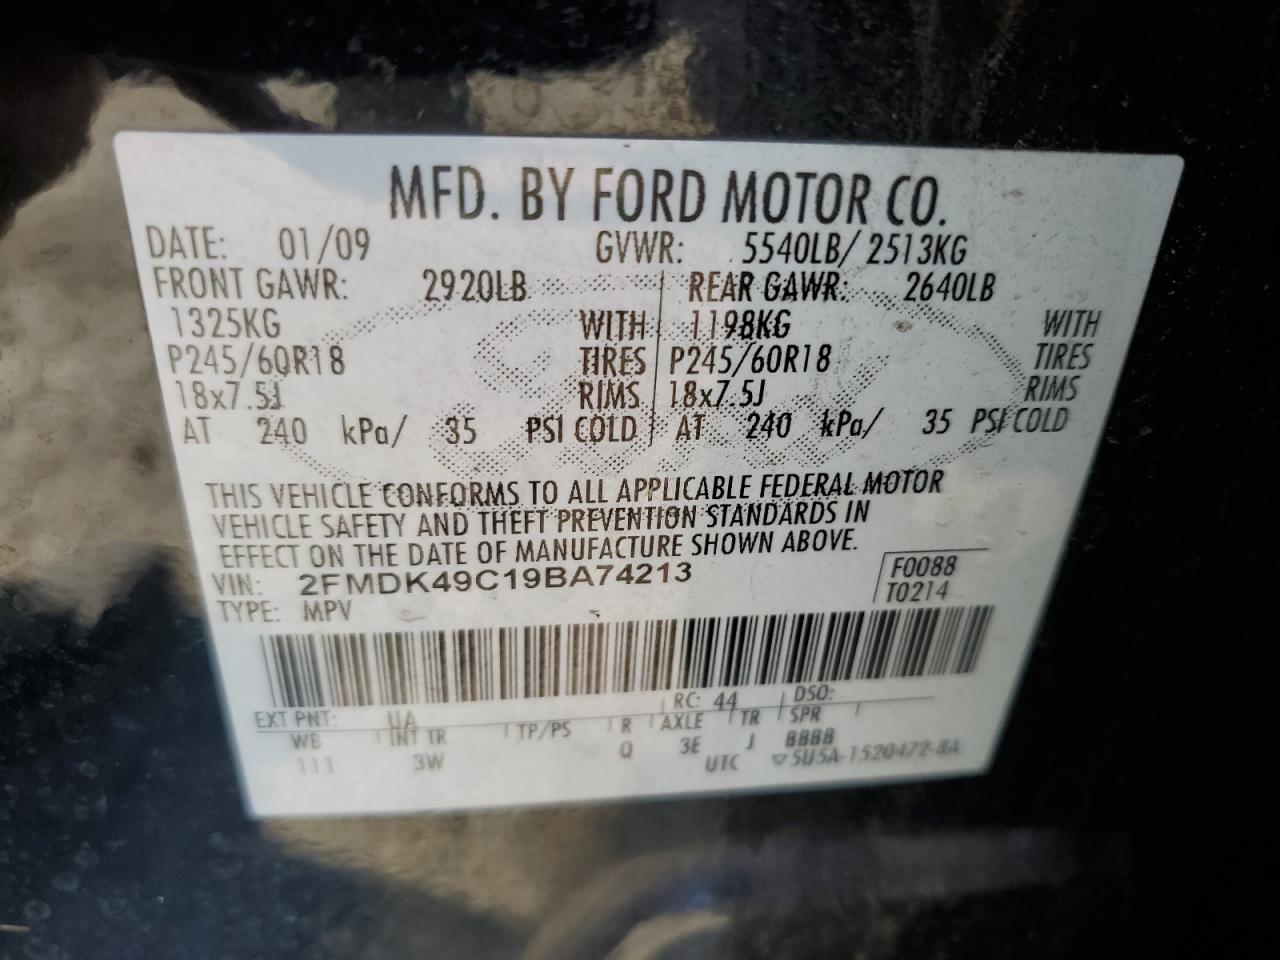 MFD. BY FORD MOTOR CO.
DATE: 01/09 GVWR: 5540LB/ 2513KG
FRONT GAWR: 2920LB REAR GAWR: 2640LB
1325KG WITH 1198KG WITH
P245/60R18 TIRES P245/60R18 TIRES
18x7.5J RIMS 18x7.5J RIMS
AT 240 kPa/ 35 PSI COLD AT 240 kPa/ 35 PSI COLD
THIS VEHICLE CONFORMS TO ALL APPLICABLE FEDERAL MOTOR
VEHICLE SAFETY AND THEFT PREVENTION STANDARDS IN
EFFECT ON THE DATE OF MANUFACTURE SHOWN ABOVE.
VIN: 2FMDK49C19BA74213 F0088
TYPE: MPV T0214
EXT PNT: UA RC: 44 DSO:
WB INT TR TP/PS R AXLE TR SPR
111 3W Q 3E J 8888
UTC ▽5U5A-1520472-BA